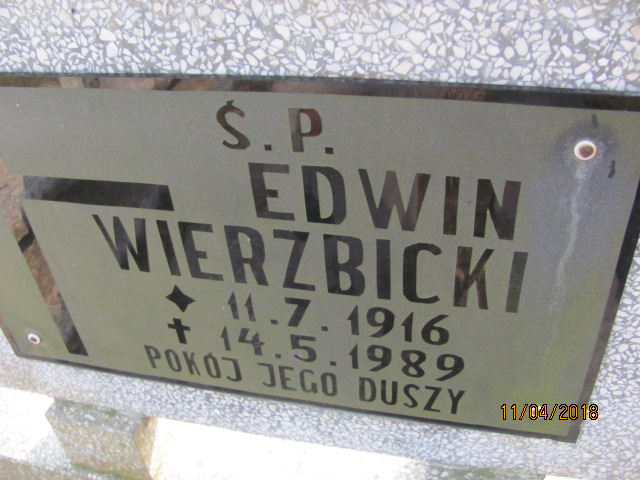 Ś.P.
EDWIN
WIERZBICKI
✦ 11.7.1916
✝ 14.5.1989
POKÓJ JEGO DUSZY
11/04/2018